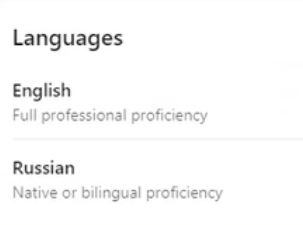 Languages
English
Full professional proficiency
Russian
Native or bilingual proficiency